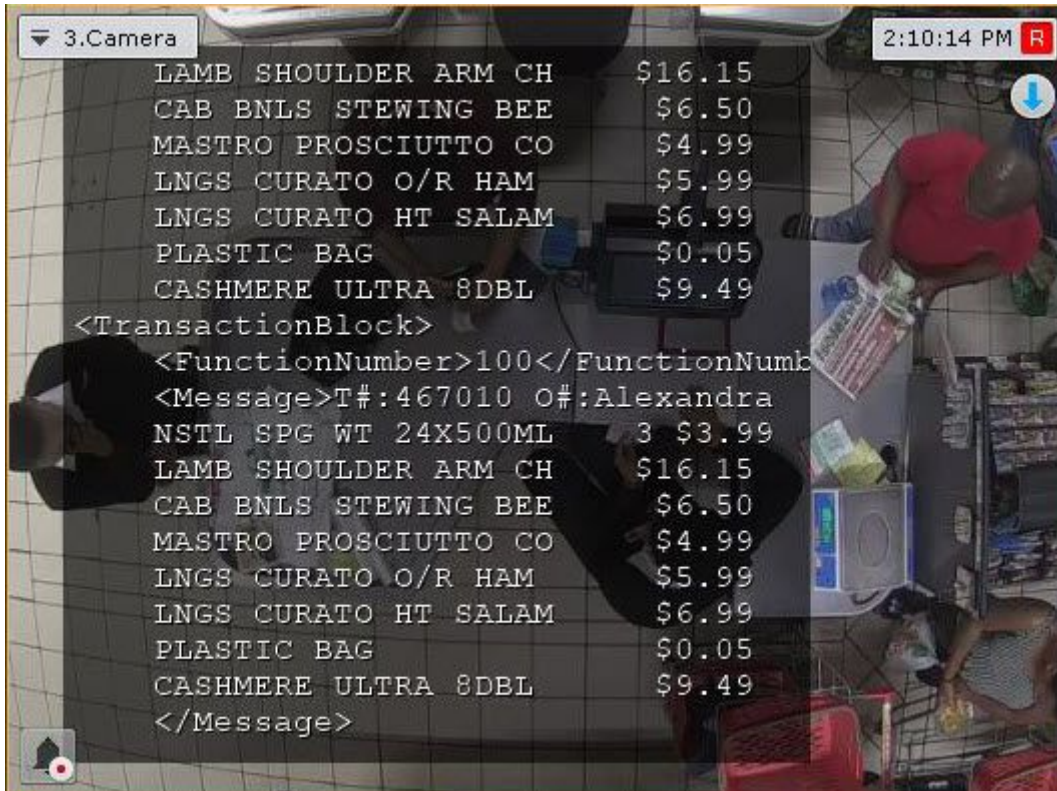 3.Camera
2:10:14 PM R
LAMB SHOULDER ARM CH $16.15
CAB BNLS STEWING BEE $6.50
MASTRO PROSCIUTTO CO $4.99
LNGS CURATO O/R HAM $5.99
LNGS CURATO HT SALAM $6.99
PLASTIC BAG $0.05
CASHMERE ULTRA 8DBL $9.49
<TransactionBlock>
<FunctionNumber>100</FunctionNumb
<Message>T#:467010 O#:Alexandra
NSTL SPG WT 24X500ML 3 $3.99
LAMB SHOULDER ARM CH $16.15
CAB BNLS STEWING BEE $6.50
MASTRO PROSCIUTTO CO $4.99
LNGS CURATO O/R HAM $5.99
LNGS CURATO HT SALAM $6.99
PLASTIC BAG $0.05
CASHMERE ULTRA 8DBL $9.49
</Message>